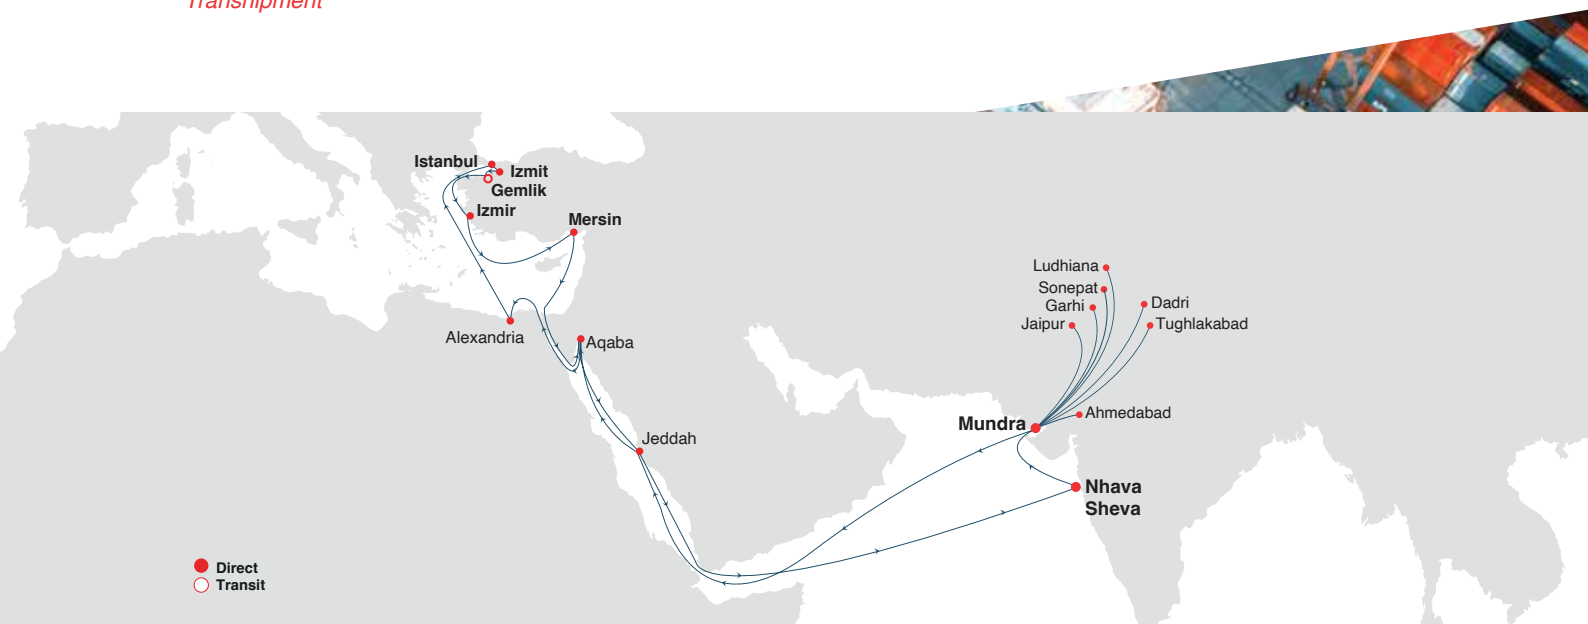 Transhipment
Istanbul
Izmit
Gemlik
Izmir
Mersin
Alexandria
Aqaba
Jeddah
Ludhiana
Sonepat
Garhi
Jaipur
Dadri
Tughlakabad
Ahmedabad
Mundra
Nhava
Sheva
Direct
Transit